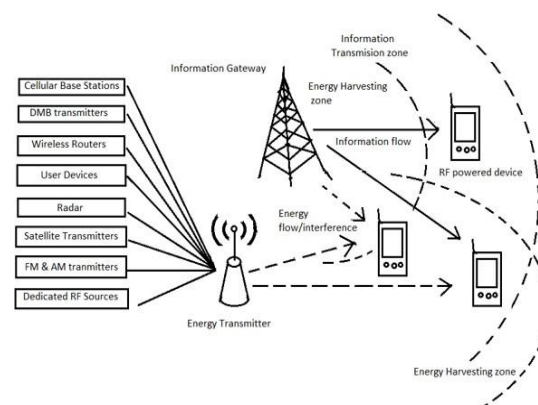 Cellular Base Stations
DMB transmitters
Wireless Routers
User Devices
Radar
Satellite Transmitters
FM & AM tranmitters
Dedicated RF Sources
Information Gateway
Information
Transmision zone
Energy Harvesting
zone
Information flow
RF powered device
Energy
flow/interference
Energy Transmitter
Energy Harvesting zone